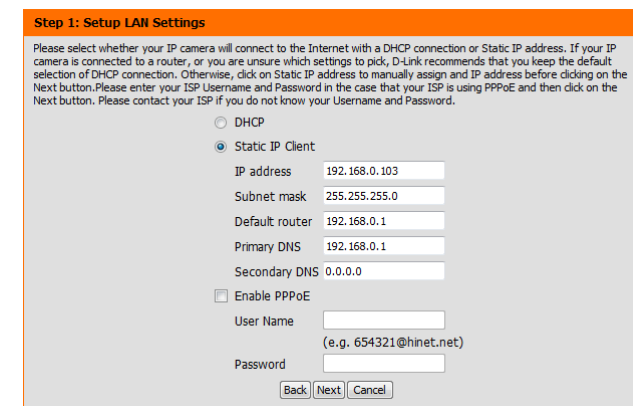 Step 1: Setup LAN Settings
Please select whether your IP camera will connect to the Internet with a DHCP connection or Static IP address. If your IP
camera is connected to a router, or you are unsure which settings to pick, D-Link recommends that you keep the default
selection of DHCP connection. Otherwise, click on Static IP address to manually assign and IP address before clicking on the
Next button.Please enter your ISP Username and Password in the case that your ISP is using PPPoE and then click on the
Next button. Please contact your ISP if you do not know your Username and Password.
DHCP
Static IP Client
IP address 192.168.0.103
Subnet mask 255.255.255.0
Default router 192.168.0.1
Primary DNS 192.168.0.1
Secondary DNS 0.0.0.0
Enable PPPoE
User Name
(e.g. 654321@hinet.net)
Password
Back Next Cancel